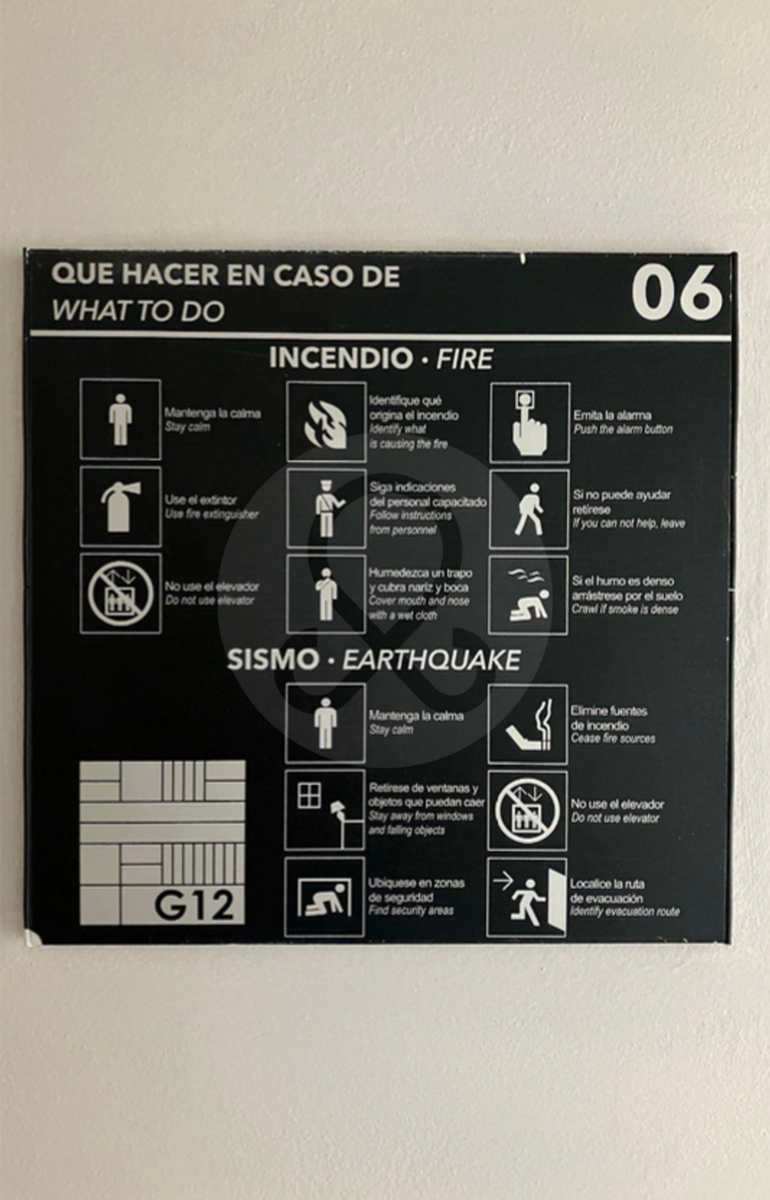 QUE HACER EN CASO DE
WHAT TO DO
06
INCENDIO · FIRE
Mantenga la calma
Stay calm
Identifique qué
origina el incendio
Identify what
is causing the fire
Emita la alarma
Push the alarm button
Use el extintor
Use fire extinguisher
Siga indicaciones
del personal capacitado
Follow instructions
from personnel
Si no puede ayudar
retírese
If you can not help, leave
No use el elevador
Do not use elevator
Humedezca un trapo
y cubra nariz y boca
Cover mouth and nose
with a wet cloth
Si el humo es denso
arrástrese por el suelo
Crawl if smoke is dense
SISMO · EARTHQUAKE
Mantenga la calma
Stay calm
Elimine fuentes
de incendio
Cease fire sources
Retírese de ventanas y
objetos que puedan caer
Stay away from windows
and falling objects
No use el elevador
Do not use elevator
Ubíquese en zonas
de seguridad
Find security areas
Localice la ruta
de evacuación
Identify evacuation route
G12